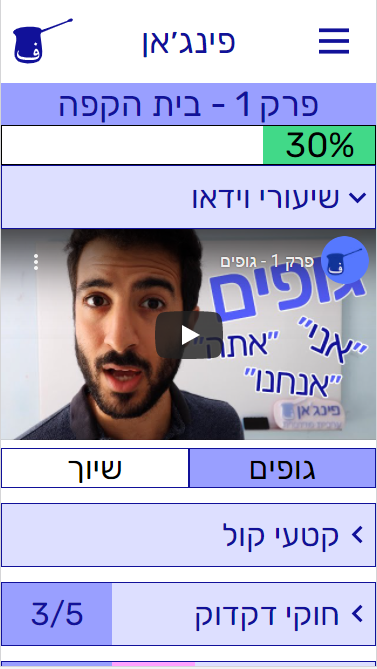 פינג׳אן
ף
פרק 1 - בית הקפה
30%
שיעורי וידאו
פרק 1 - גופים
ף
גופים
"אני"
"אתה"
"אנחנו"
פינג׳אן
גופים
שיוך
קטעי קול
חוקי דקדוק
3/5